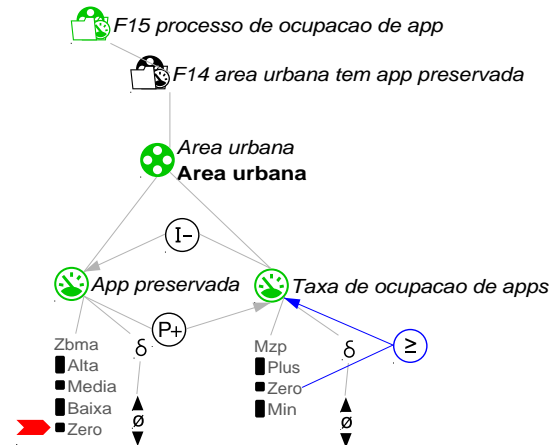 F15 processo de ocupacao de app
F14 area urbana tem app preservada
Area urbana
Area urbana
I-
App preservada
Taxa de ocupacao de apps
P+
Zbma
Alta
Media
Baixa
Zero
δ
ø
Mzp
Plus
Zero
Min
δ
ø
≥